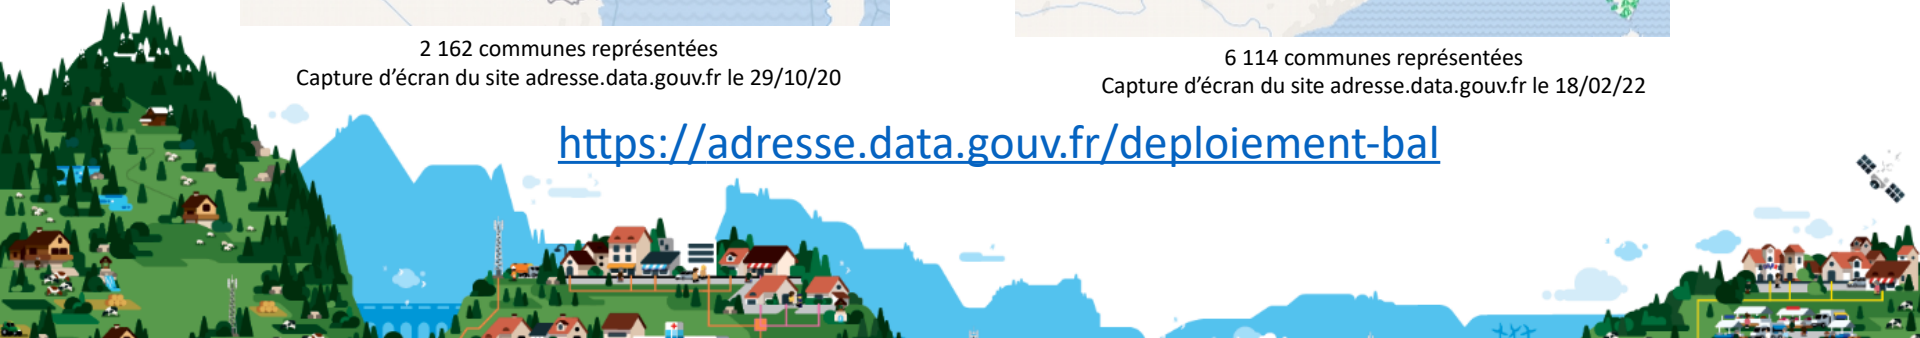 2 162 communes représentées
Capture d’écran du site adresse.data.gouv.fr le 29/10/20
6 114 communes représentées
Capture d’écran du site adresse.data.gouv.fr le 18/02/22
https://adresse.data.gouv.fr/deploiement-bal